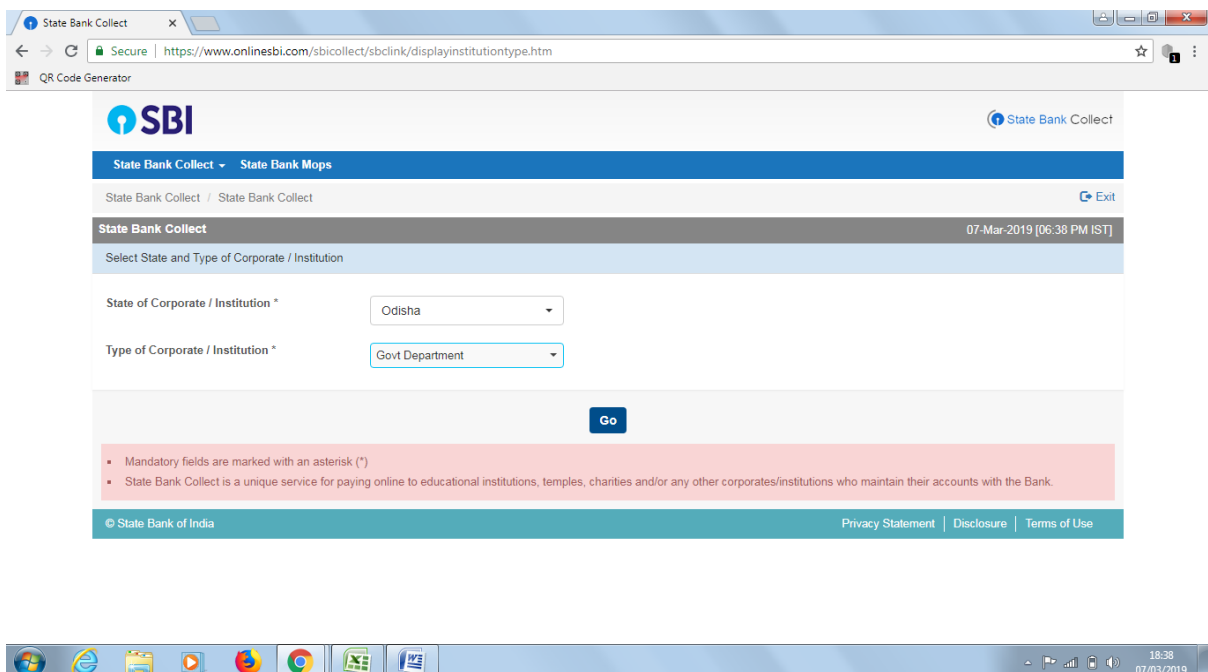 State Bank Collect
Secure | https://www.onlinesbi.com/sbicollect/sbclink/displayinstitutiontype.htm
1
QR Code Generator
SBI
State Bank Collect
State Bank Collect State Bank Mops
State Bank Collect / State Bank Collect
Exit
State Bank Collect
07-Mar-2019 [06:38 PM IST]
Select State and Type of Corporate / Institution
State of Corporate / Institution *
Odisha
Type of Corporate / Institution *
Govt Department
Go
Mandatory fields are marked with an asterisk (*)
State Bank Collect is a unique service for paying online to educational institutions, temples, charities and/or any other corporates/institutions who maintain their accounts with the Bank.
© State Bank of India
Privacy Statement | Disclosure | Terms of Use
18:38
07/03/2019